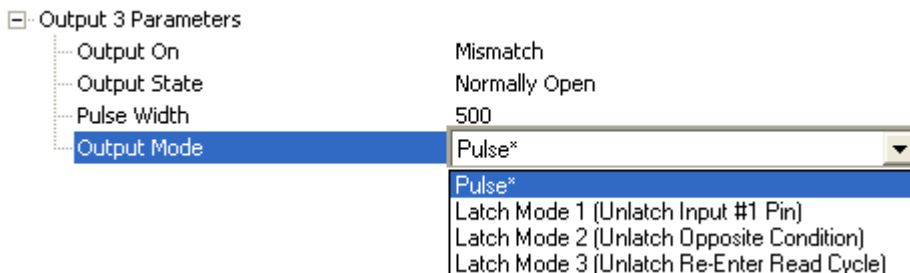 Output 3 Parameters
Output On Mismatch
Output State Normally Open
Pulse Width 500
Output Mode Pulse*
Pulse*
Latch Mode 1 (Unlatch Input #1 Pin)
Latch Mode 2 (Unlatch Opposite Condition)
Latch Mode 3 (Unlatch Re-Enter Read Cycle)